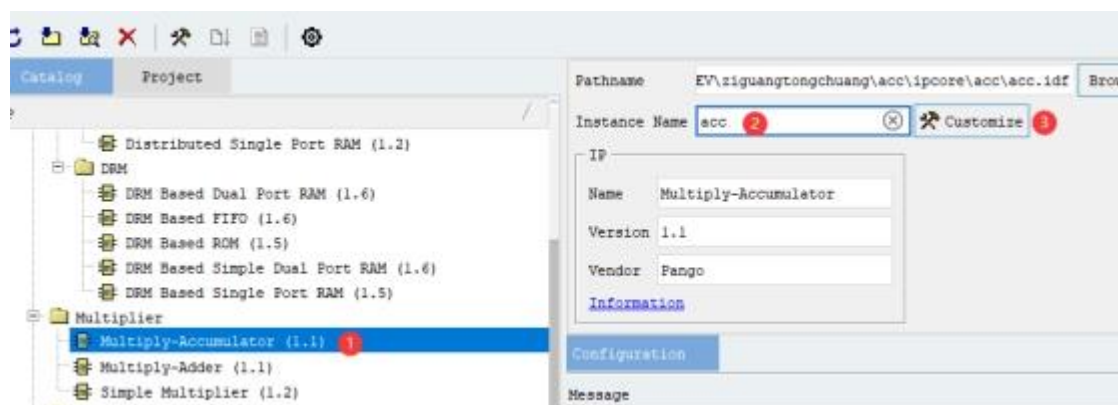 Catalog
Project
Distributed Single Port RAM (1.2)
DRM
DRM Based Dual Port RAM (1.6)
DRM Based FIFO (1.6)
DRM Based ROM (1.5)
DRM Based Simple Dual Port RAM (1.6)
DRM Based Single Port RAM (1.5)
Multiplier
Multiply-Accumulator (1.1) 1
Multiply-Adder (1.1)
Simple Multiplier (1.2)
Pathname EV\ziguangtongchuang\acc\ipcore\acc\acc.idf Brow
Instance Name acc 2 Customize 3
IP
Name Multiply-Accumulator
Version 1.1
Vendor Pango
Information
Configuration
Message